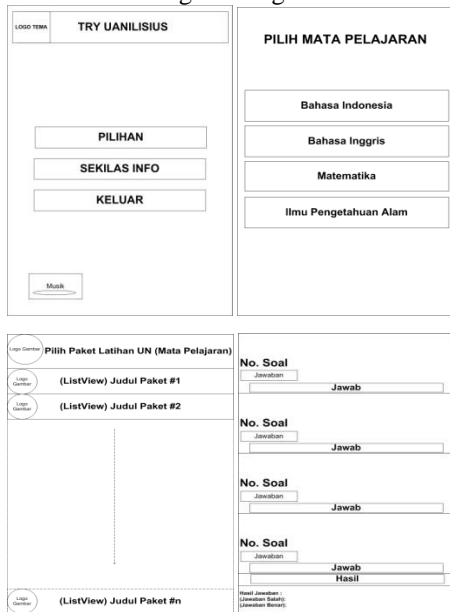 LOGO TEMA
TRY UANILISIUS
PILIHAN
SEKILAS INFO
KELUAR
Musik
PILIH MATA PELAJARAN
Bahasa Indonesia
Bahasa Inggris
Matematika
Ilmu Pengetahuan Alam
Logo Gambar
Pilih Paket Latihan UN (Mata Pelajaran)
Logo
Gambar
(ListView) Judul Paket #1
Logo
Gambar
(ListView) Judul Paket #2
Logo
Gambar
(ListView) Judul Paket #n
No. Soal
Jawaban
Jawab
No. Soal
Jawaban
Jawab
No. Soal
Jawaban
Jawab
No. Soal
Jawaban
Jawab
Hasil
Hasil Jawaban :
(Jawaban Salah):
(Jawaban Benar):